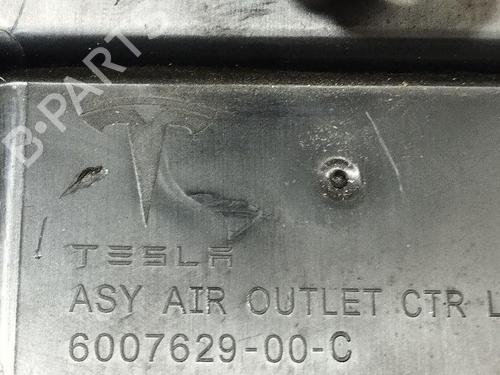 B-PARTS
TESLA
ASY AIR OUTLET CTR L
6007629-00-C